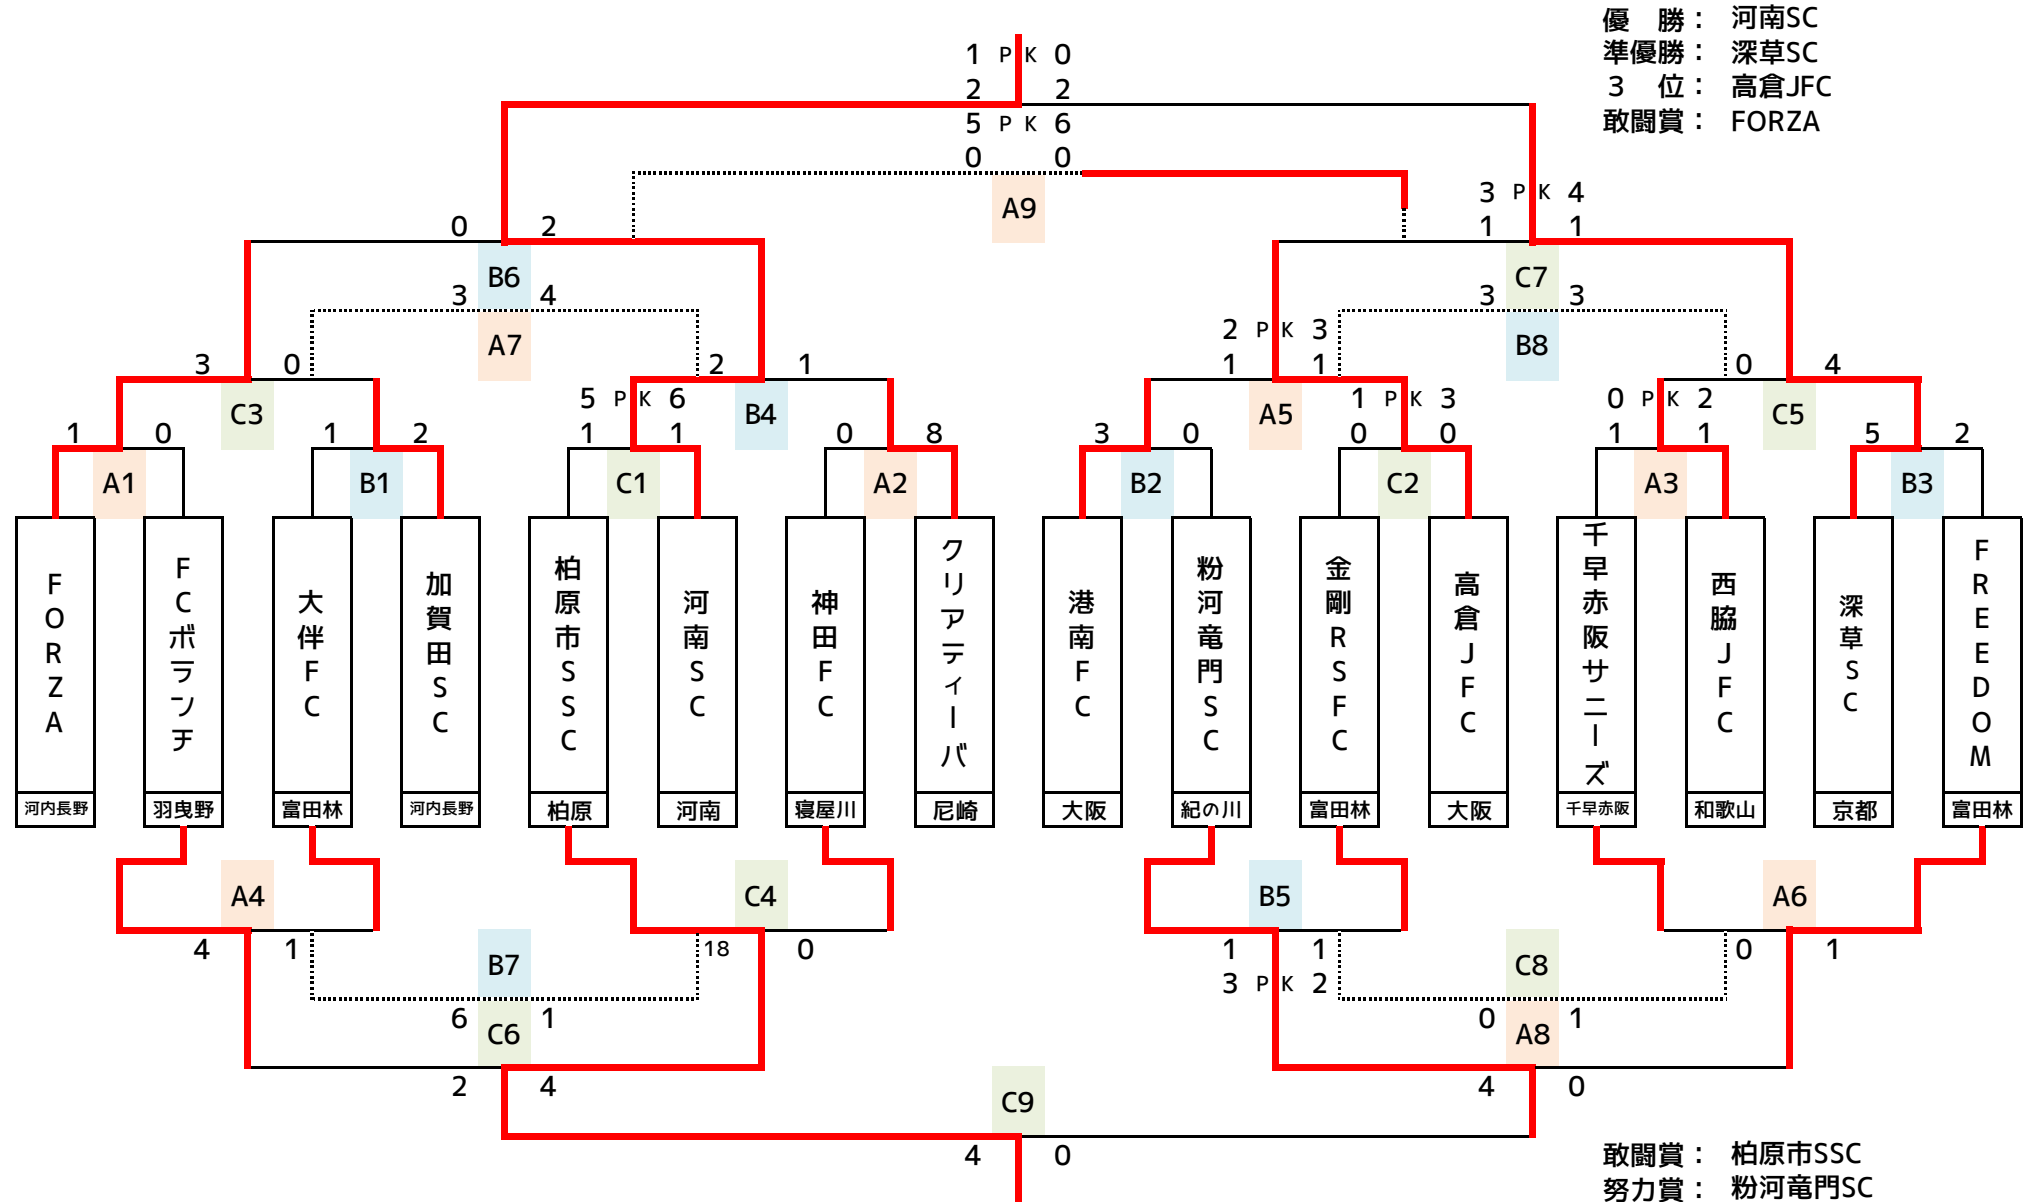 優　勝： 河南SC
準優勝： 深草SC
３　位： 高倉JFC
敢闘賞： FORZA
1 P K 0
2 2
5 P K 6
0 0
A9
3 P K 4
1 1
0 2
B6
C7
3 4
3 3
A7
B8
2 P K 3
1 1
3 0
2 1
0 4
C3
B4
A5
C5
5 P K 6
1 1
1 P K 3
0 0
0 P K 2
1 1
1 0
1 2
0 8
3 0
5 2
A1
B1
C1
A2
B2
C2
A3
B3
FORZA
FCボランチ
大伴FC
加賀田SC
柏原市SSC
河南SC
神田FC
クリアティーバ
港南FC
粉河竜門SC
金剛RSFC
高倉JFC
千早赤阪サニーズ
西脇JFC
深草SC
FREEDOM
河内長野
羽曳野
富田林
河内長野
柏原
河南
寝屋川
尼崎
大阪
紀の川
富田林
大阪
千早赤阪
和歌山
京都
富田林
A4
C4
B5
A6
4 1
18 0
1 1
3 P K 2
0 1
B7
C8
6 1
0 1
C6
A8
2 4
4 0
C9
4 0
敢闘賞： 柏原市SSC
努力賞： 粉河竜門SC